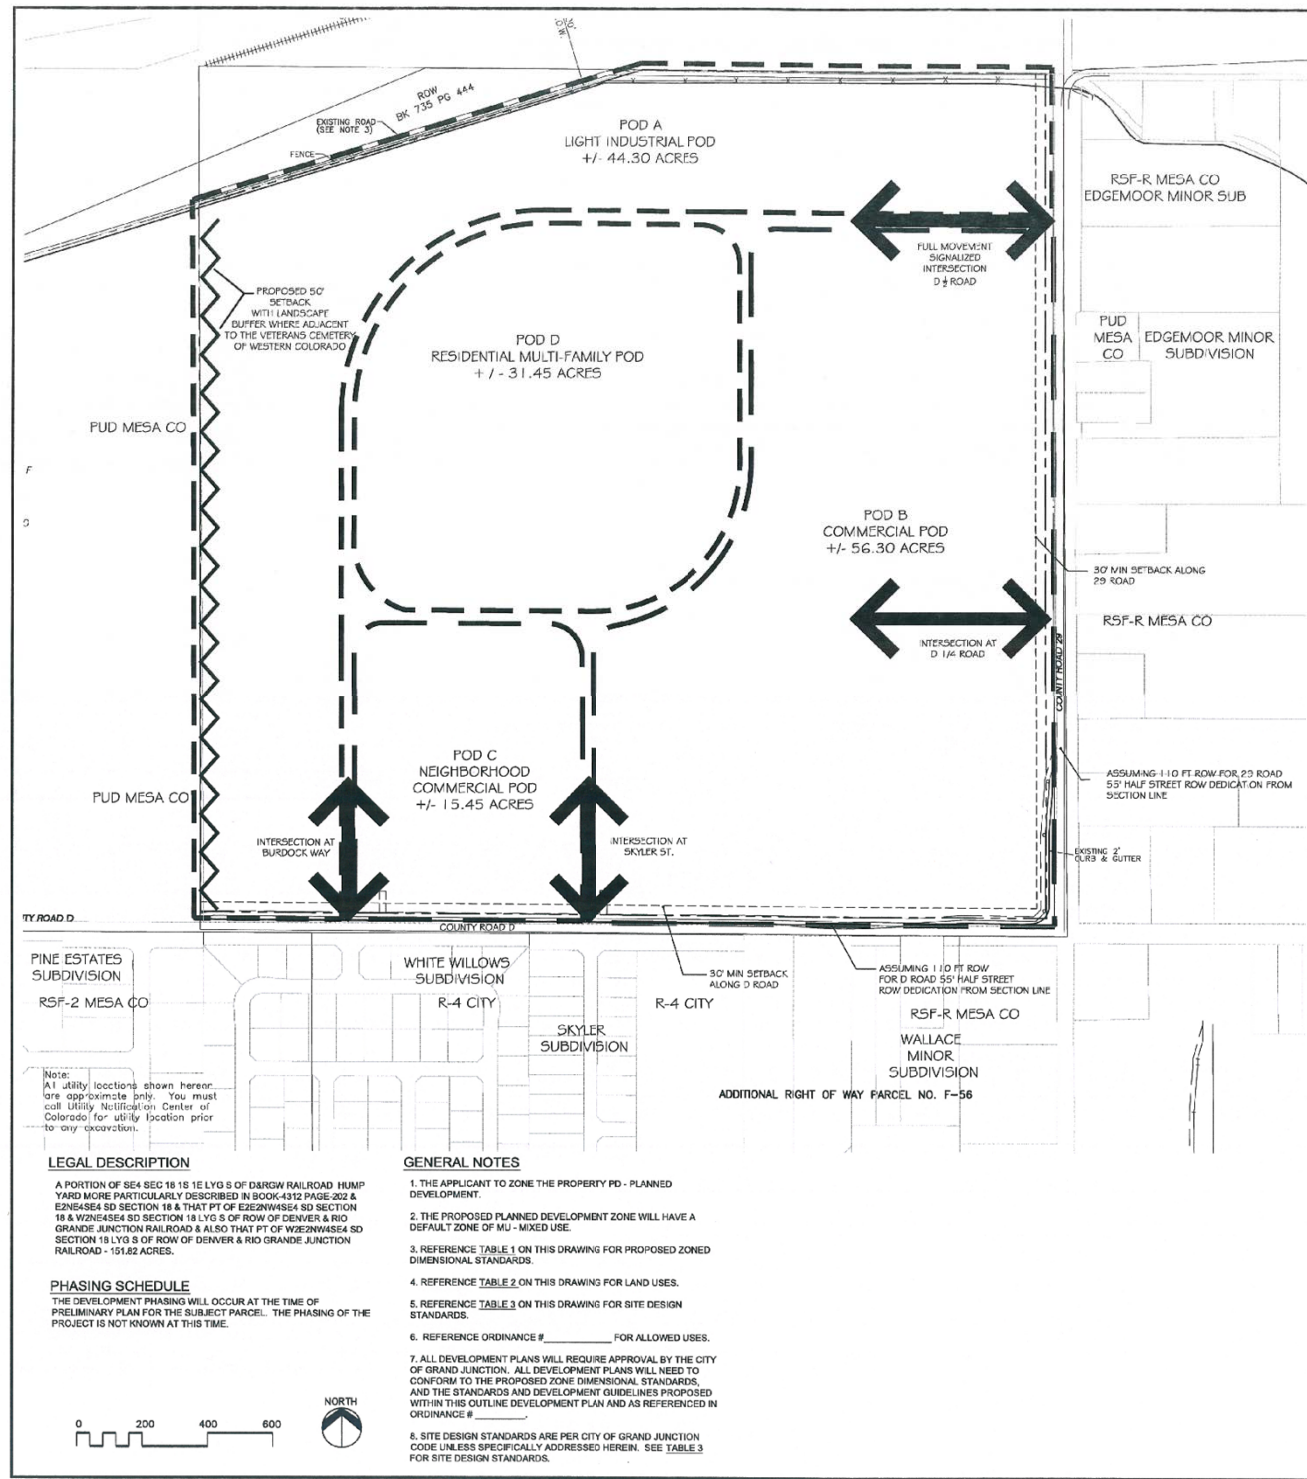 ROW
BK 735 PG 444
EXISTING ROAD
(SEE NOTE 3)
FENCE
POD A
LIGHT INDUSTRIAL POD
+/- 44.30 ACRES
RSF-R MESA CO
EDGEMOOR MINOR SUB
FULL MOVEMENT
SIGNALIZED
INTERSECTION
D ½ ROAD
PROPOSED 50'
SETBACK
WITH LANDSCAPE
BUFFER WHERE ADJACENT
TO THE VETERANS CEMETERY
OF WESTERN COLORADO
POD D
RESIDENTIAL MULTI-FAMILY POD
+ / - 31.45 ACRES
PUD
MESA
CO
EDGEMOOR MINOR
SUBDIVISION
PUD MESA CO
POD B
COMMERCIAL POD
+/- 56.30 ACRES
30' MIN SETBACK ALONG
29 ROAD
RSF-R MESA CO
INTERSECTION AT
D 1/4 ROAD
COUNTY ROAD 29
POD C
NEIGHBORHOOD
COMMERCIAL POD
+/- 15.45 ACRES
PUD MESA CO
ASSUMING 110 FT ROW FOR 29 ROAD
55' HALF STREET ROW DEDICATION FROM
SECTION LINE
INTERSECTION AT
BURDOCK WAY
INTERSECTION AT
SKYLER ST.
EXISTING 2'
CURB & GUTTER
TY ROAD D
COUNTY ROAD D
PINE ESTATES
SUBDIVISION
RSF-2 MESA CO
WHITE WILLOWS
SUBDIVISION
R-4 CITY
30' MIN SETBACK
ALONG D ROAD
R-4 CITY
ASSUMING 110 FT ROW
FOR D ROAD 55' HALF STREET
ROW DEDICATION FROM SECTION LINE
RSF-R MESA CO
SKYLER
SUBDIVISION
WALLACE
MINOR
SUBDIVISION
ADDITIONAL RIGHT OF WAY PARCEL NO. F-56
Note:
All utility locations shown hereon
are approximate only. You must
call Utility Notification Center of
Colorado for utility location prior
to any excavation.
LEGAL DESCRIPTION
A PORTION OF SE4 SEC 18 1S 1E LYG S OF D&RGW RAILROAD HUMP
YARD MORE PARTICULARLY DESCRIBED IN BOOK-4312 PAGE-202 &
E2NE4SE4 SD SECTION 18 & THAT PT OF E2E2NW4SE4 SD SECTION
18 & W2NE4SE4 SD SECTION 18 LYG S OF ROW OF DENVER & RIO
GRANDE JUNCTION RAILROAD & ALSO THAT PT OF W2E2NW4SE4 SD
SECTION 18 LYG S OF ROW OF DENVER & RIO GRANDE JUNCTION
RAILROAD - 151.82 ACRES.
PHASING SCHEDULE
THE DEVELOPMENT PHASING WILL OCCUR AT THE TIME OF
PRELIMINARY PLAN FOR THE SUBJECT PARCEL. THE PHASING OF THE
PROJECT IS NOT KNOWN AT THIS TIME.
0 200 400 600
NORTH
GENERAL NOTES
1. THE APPLICANT TO ZONE THE PROPERTY PD - PLANNED
DEVELOPMENT.
2. THE PROPOSED PLANNED DEVELOPMENT ZONE WILL HAVE A
DEFAULT ZONE OF MU - MIXED USE.
3. REFERENCE TABLE 1 ON THIS DRAWING FOR PROPOSED ZONED
DIMENSIONAL STANDARDS.
4. REFERENCE TABLE 2 ON THIS DRAWING FOR LAND USES.
5. REFERENCE TABLE 3 ON THIS DRAWING FOR SITE DESIGN
STANDARDS.
6. REFERENCE ORDINANCE #____________ FOR ALLOWED USES.
7. ALL DEVELOPMENT PLANS WILL REQUIRE APPROVAL BY THE CITY
OF GRAND JUNCTION. ALL DEVELOPMENT PLANS WILL NEED TO
CONFORM TO THE PROPOSED ZONE DIMENSIONAL STANDARDS,
AND THE STANDARDS AND DEVELOPMENT GUIDELINES PROPOSED
WITHIN THIS OUTLINE DEVELOPMENT PLAN AND AS REFERENCED IN
ORDINANCE # _________.
8. SITE DESIGN STANDARDS ARE PER CITY OF GRAND JUNCTION
CODE UNLESS SPECIFICALLY ADDRESSED HEREIN. SEE TABLE 3
FOR SITE DESIGN STANDARDS.